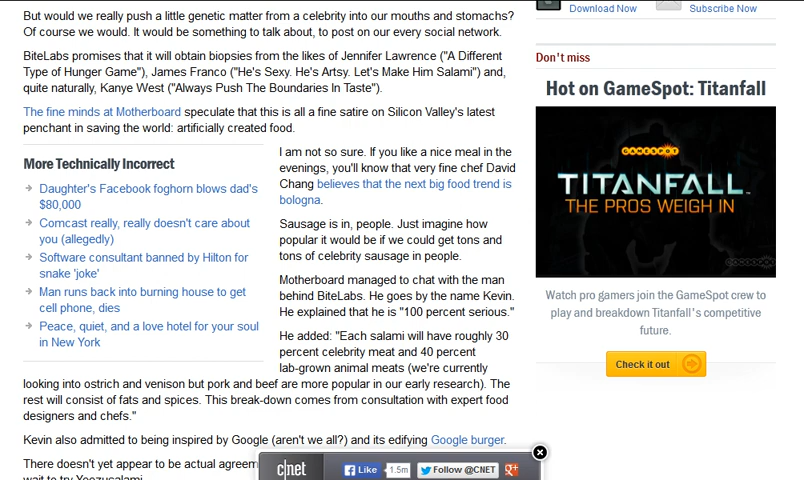 But would we really push a little genetic matter from a celebrity into our mouths and stomachs?
Of course we would. It would be something to talk about, to post on our every social network.
BiteLabs promises that it will obtain biopsies from the likes of Jennifer Lawrence ("A Different
Type of Hunger Game"), James Franco ("He's Sexy. He's Artsy. Let's Make Him Salami") and,
quite naturally, Kanye West ("Always Push The Boundaries In Taste").
The fine minds at Motherboard speculate that this is all a fine satire on Silicon Valley's latest
penchant in saving the world: artificially created food.
More Technically Incorrect
Daughter's Facebook foghorn blows dad's
$80,000
Comcast really, really doesn't care about
you (allegedly)
Software consultant banned by Hilton for
snake 'joke'
Man runs back into burning house to get
cell phone, dies
Peace, quiet, and a love hotel for your soul
in New York
I am not so sure. If you like a nice meal in the
evenings, you'll know that very fine chef David
Chang believes that the next big food trend is
bologna.
Sausage is in, people. Just imagine how
popular it would be if we could get tons and
tons of celebrity sausage in people.
Motherboard managed to chat with the man
behind BiteLabs. He goes by the name Kevin.
He explained that he is "100 percent serious."
He added: "Each salami will have roughly 30
percent celebrity meat and 40 percent
lab-grown animal meats (we're currently
looking into ostrich and venison but pork and beef are more popular in our early research). The
rest will consist of fats and spices. This break-down comes from consultation with expert food
designers and chefs."
Kevin also admitted to being inspired by Google (aren't we all?) and its edifying Google burger.
There doesn't yet appear to be actual agreem
wait to try Yeezusalami.
Download Now
Subscribe Now
Don't miss
Hot on GameSpot: Titanfall
GAMESPOT
TITANFALL
THE PROS WEIGH IN
Watch pro gamers join the GameSpot crew to
play and breakdown Titanfall's competitive
future.
Check it out
c|net
Like
1.5m
Follow @CNET
g+